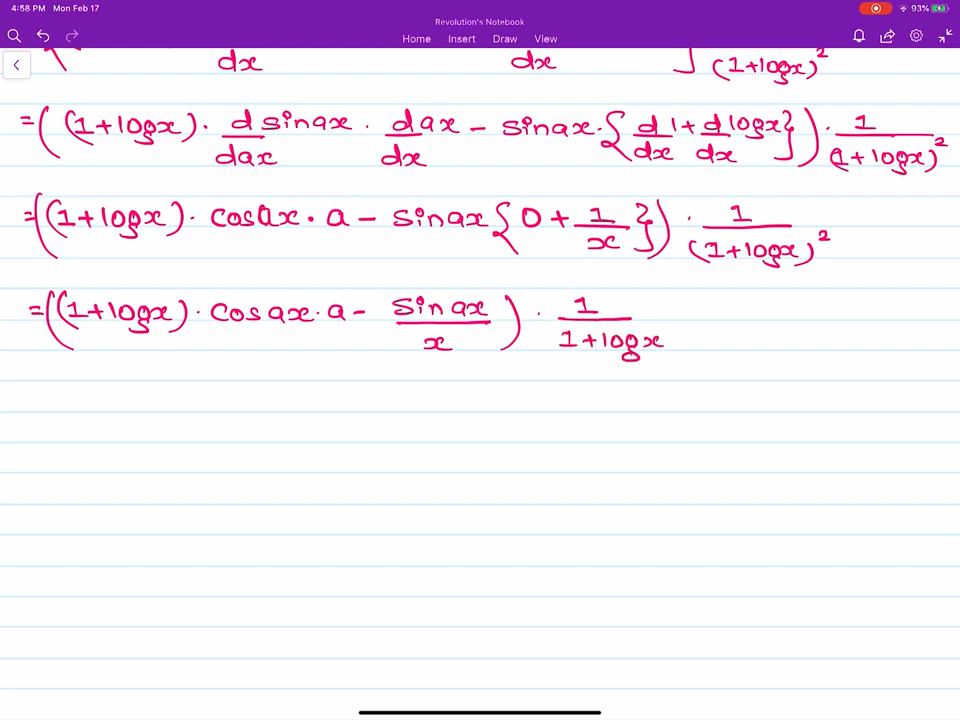 4:58 PM Mon Feb 17 93%
Revolution's Notebook
Home Insert Draw View
dx dx (1+logx)²
=((1+logx)· d sinax/dax · dax/dx − sinax·{d1/dx + d logx/dx})· 1/(1+logx)²
=((1+logx)· cosax·a − sinax{0+1/x})· 1/(1+logx)²
=((1+logx)· cosax·a − sinax/x)· 1/1+logx